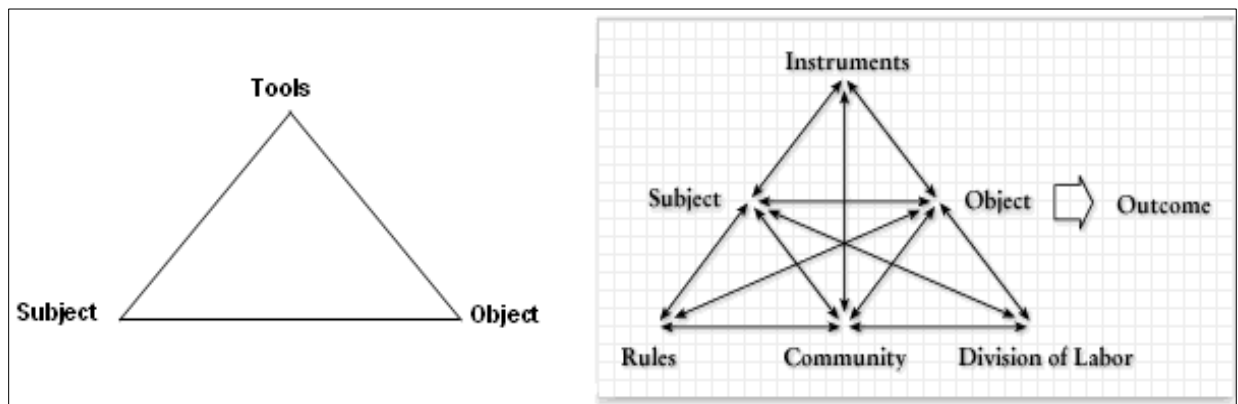 Tools
Subject
Object
Instruments
Subject
Object
Outcome
Rules
Community
Division of Labor